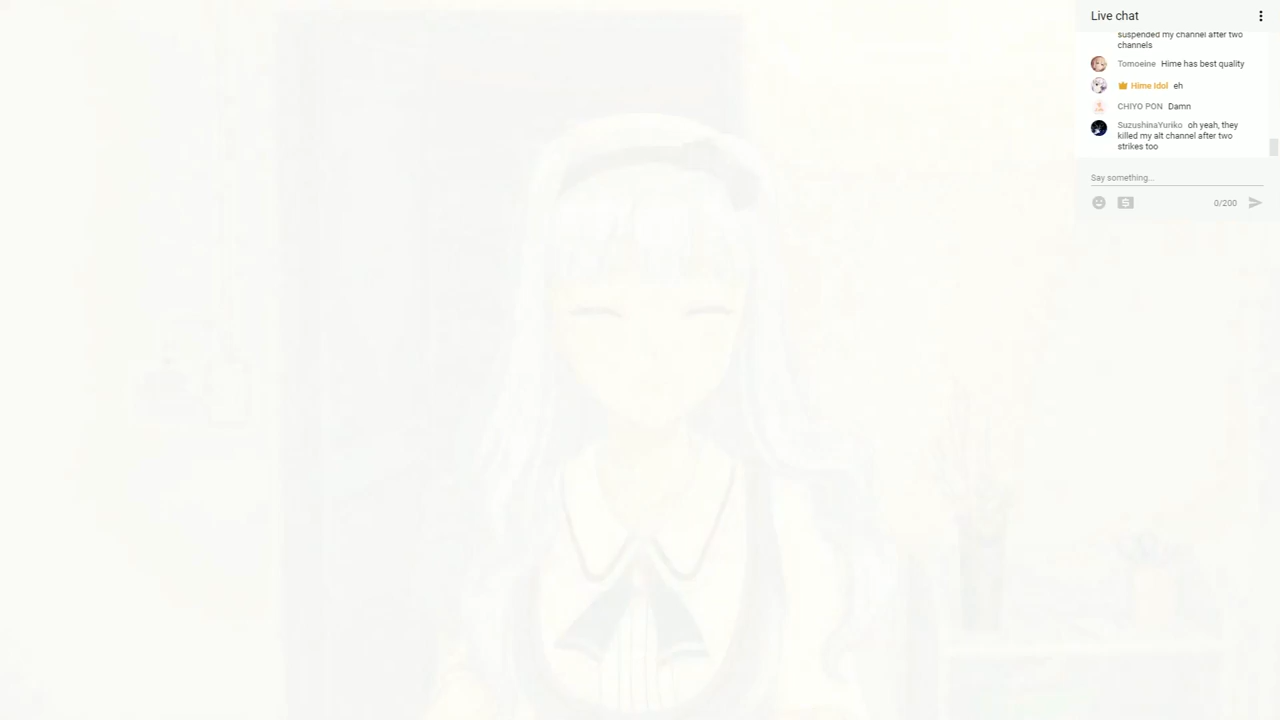 Live chat
suspended my channel after two
channels
Tomoeine Hime has best quality
Hime Idol eh
CHIYO PON Damn
SuzushinaYuriko oh yeah, they
killed my alt channel after two
strikes too
Say something...
0/200